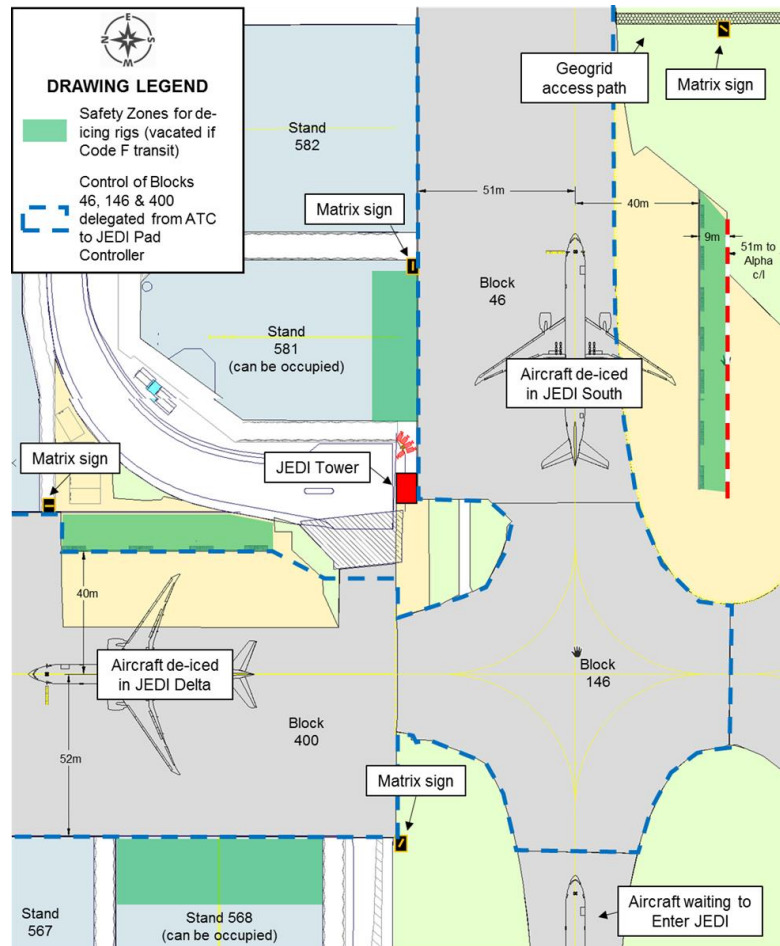 E
N
S
W
DRAWING LEGEND
Safety Zones for de-
icing rigs (vacated if
Code F transit)
Control of Blocks
46, 146 & 400
delegated from ATC
to JEDI Pad
Controller
Geogrid
access path
Matrix sign
Stand
582
51m
40m
Matrix sign
9m
51m to
Alpha
c/l
Block
46
Stand
581
(can be occupied)
Aircraft de-iced
in JEDI South
Matrix sign
JEDI Tower
40m
Aircraft de-iced
in JEDI Delta
Block
146
Block
400
52m
Matrix sign
Stand
567
Stand 568
(can be occupied)
Aircraft waiting to
Enter JEDI